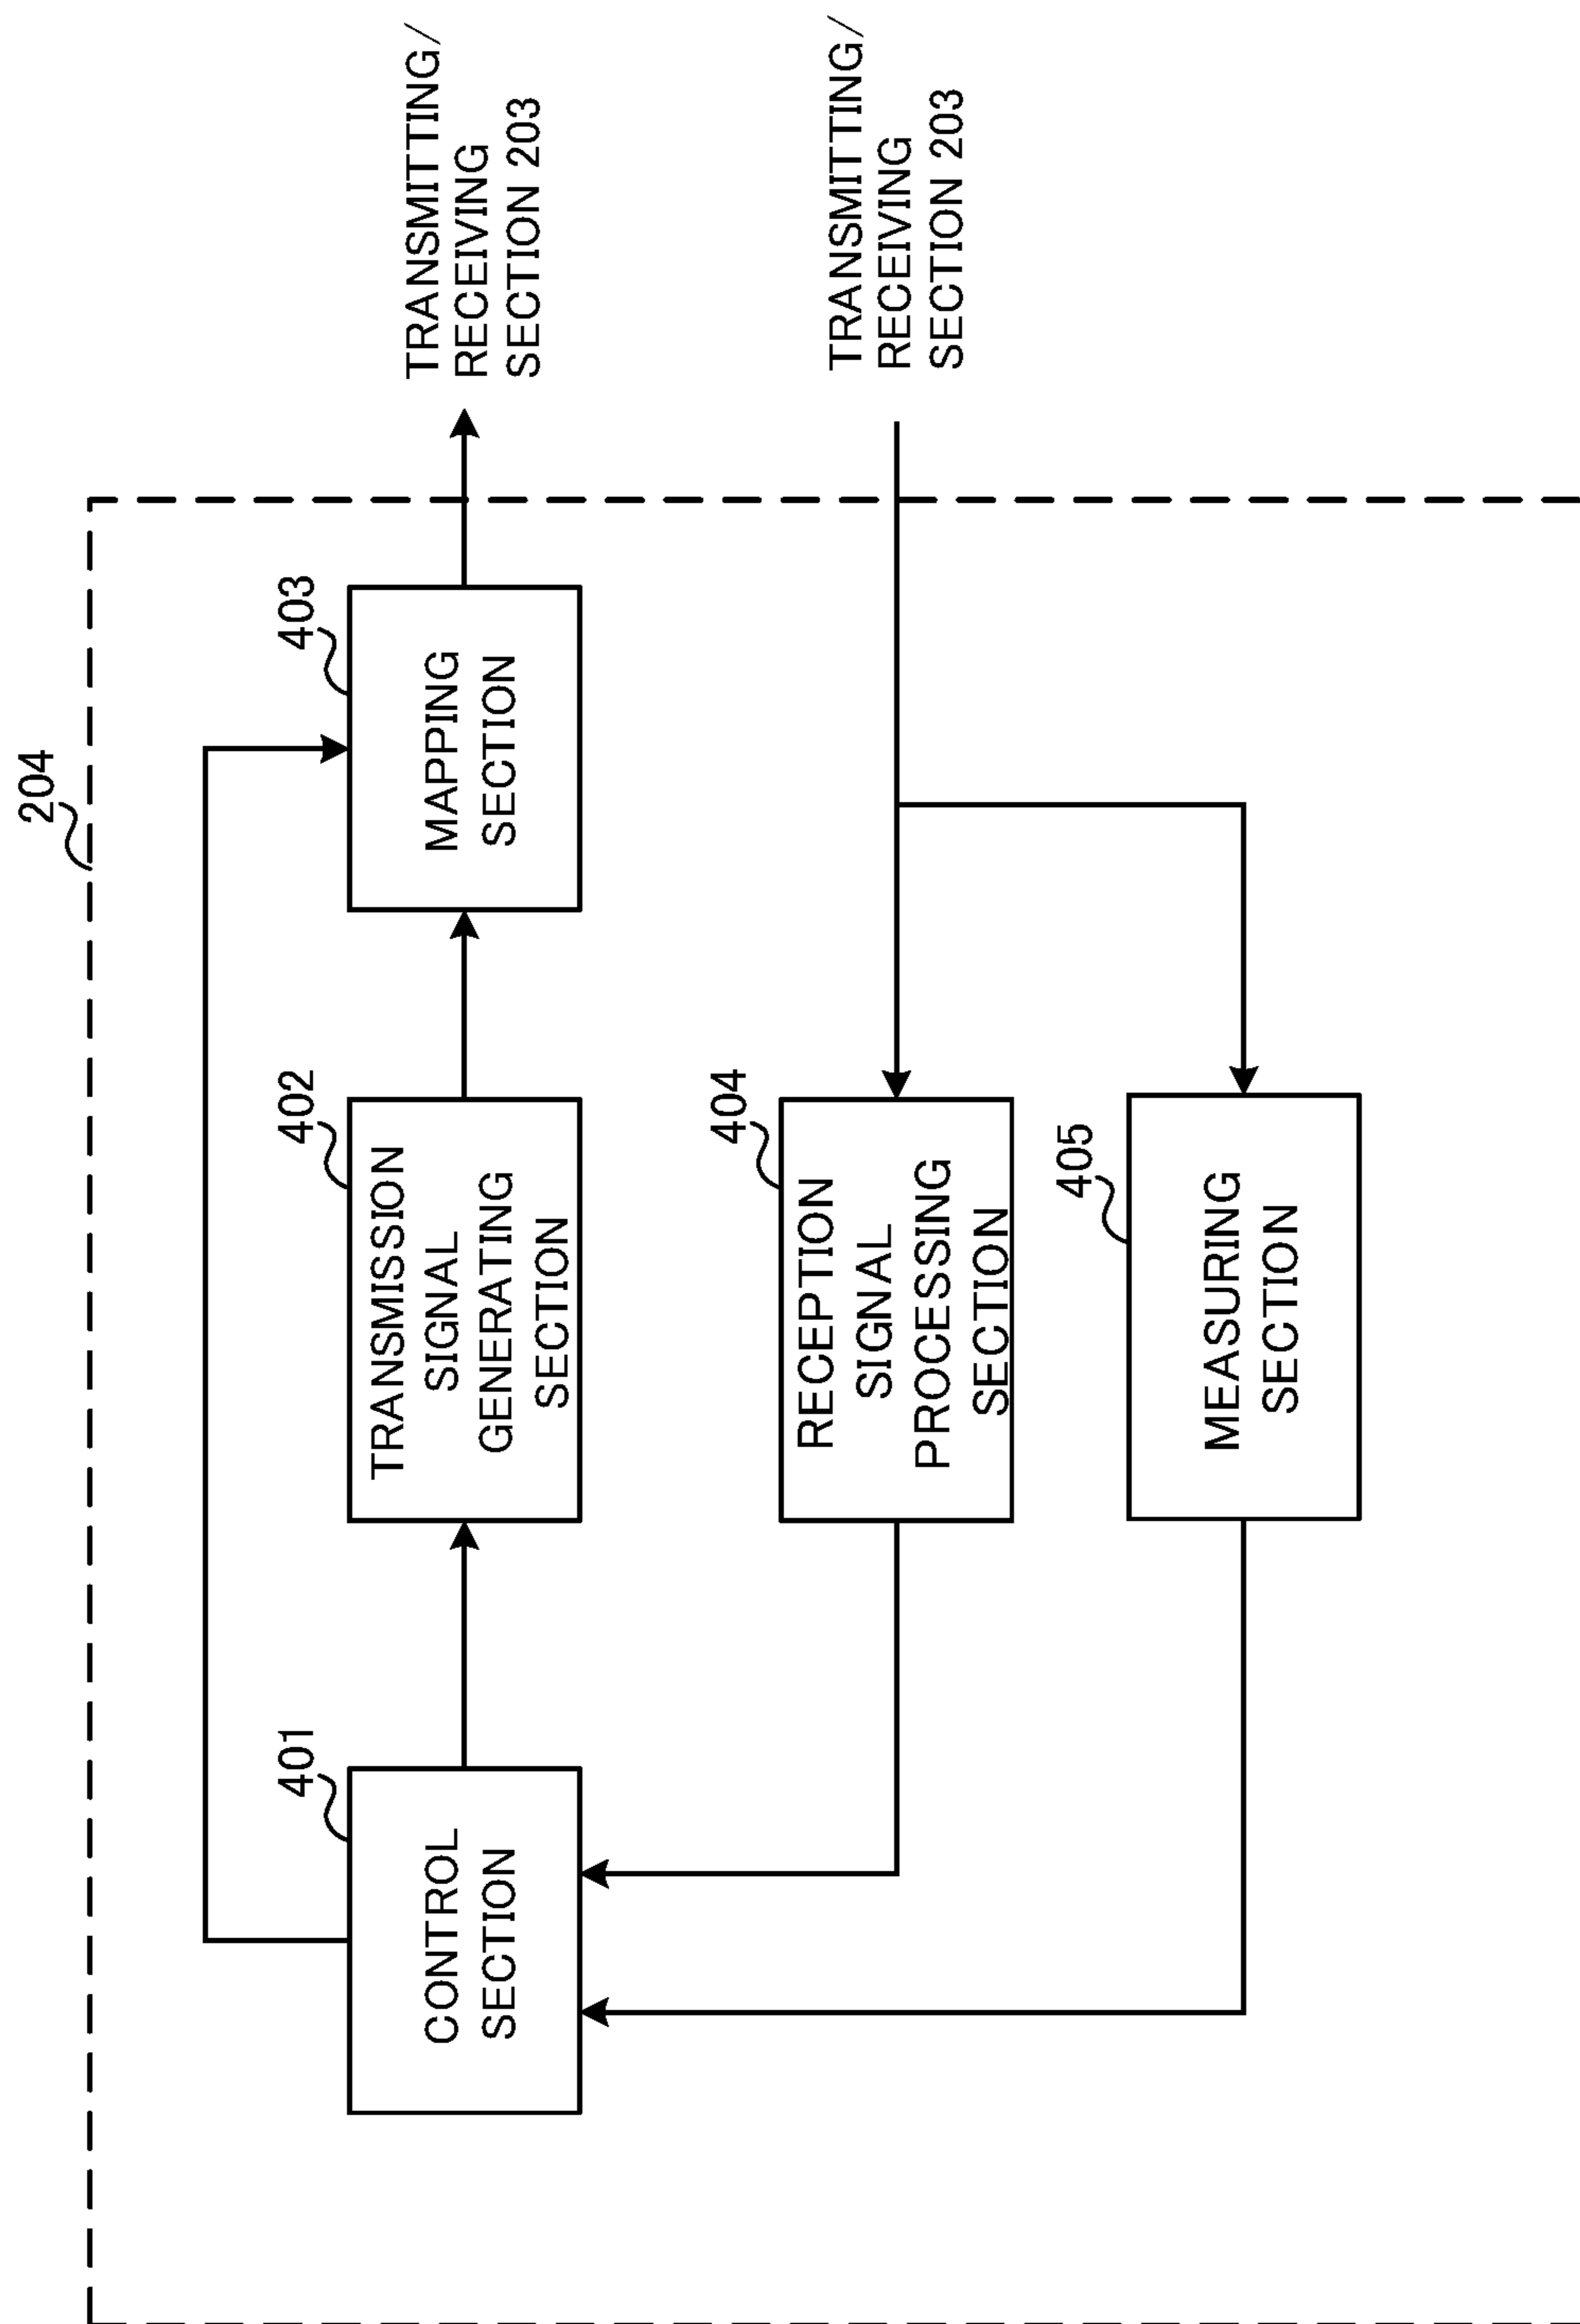 204
401
CONTROL
SECTION
402
TRANSMISSION
SIGNAL
GENERATING
SECTION
403
MAPPING
SECTION
TRANSMITTING/
RECEIVING
SECTION 203
404
RECEPTION
SIGNAL
PROCESSING
SECTION
TRANSMITTING/
RECEIVING
SECTION 203
405
MEASURING
SECTION